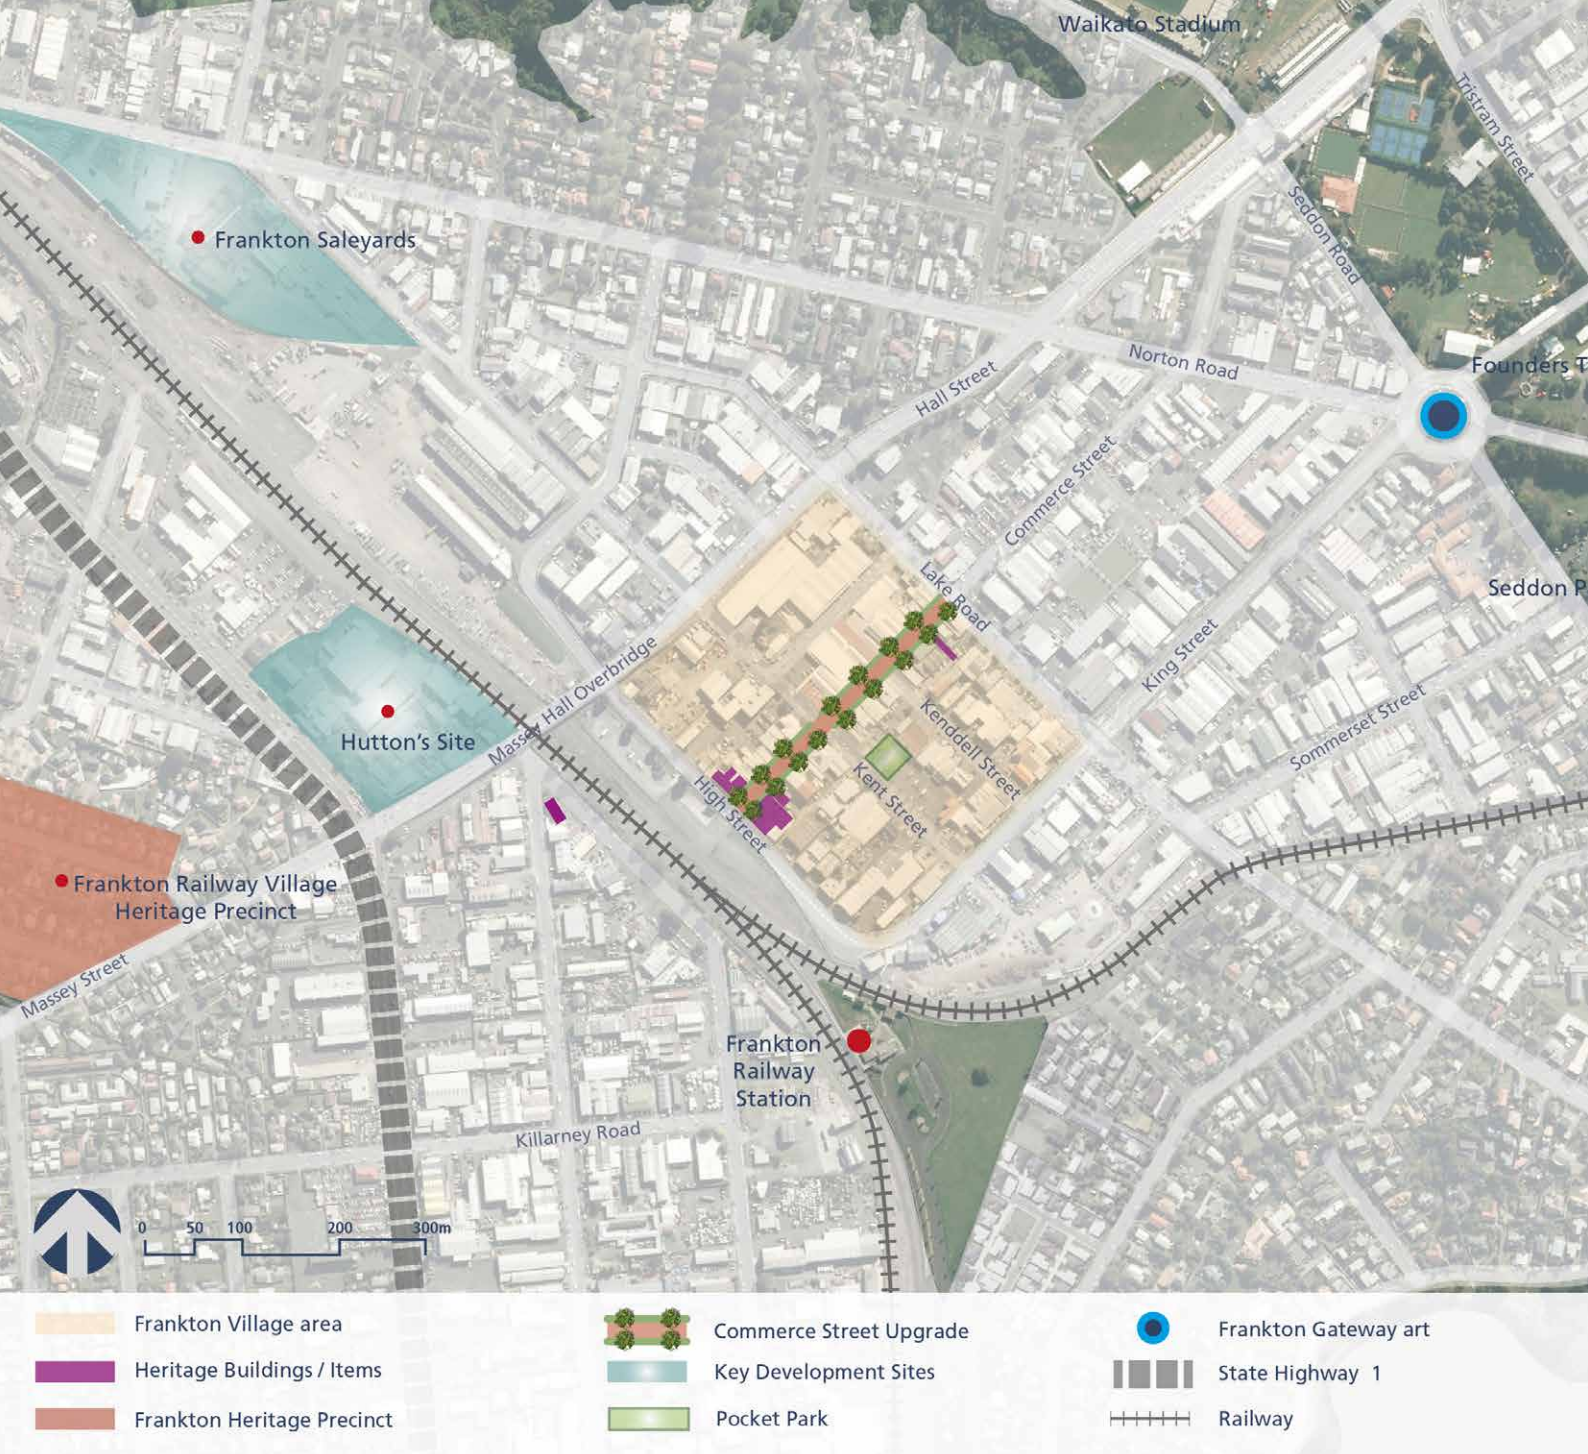 Waikato Stadium
Tristram Street
Seddon Road
Frankton Saleyards
Norton Road
Founders T
Hall Street
Commerce Street
Lake Road
Seddon P
King Street
Massey Hall Overbridge
Kenddell Street
Sommerset Street
Hutton's Site
Kent Street
High Street
Frankton Railway Village
Heritage Precinct
Massey Street
Frankton
Railway
Station
Killarney Road
0 50 100 200 300m
Frankton Village area
Heritage Buildings / Items
Frankton Heritage Precinct
Commerce Street Upgrade
Key Development Sites
Pocket Park
Frankton Gateway art
State Highway 1
Railway